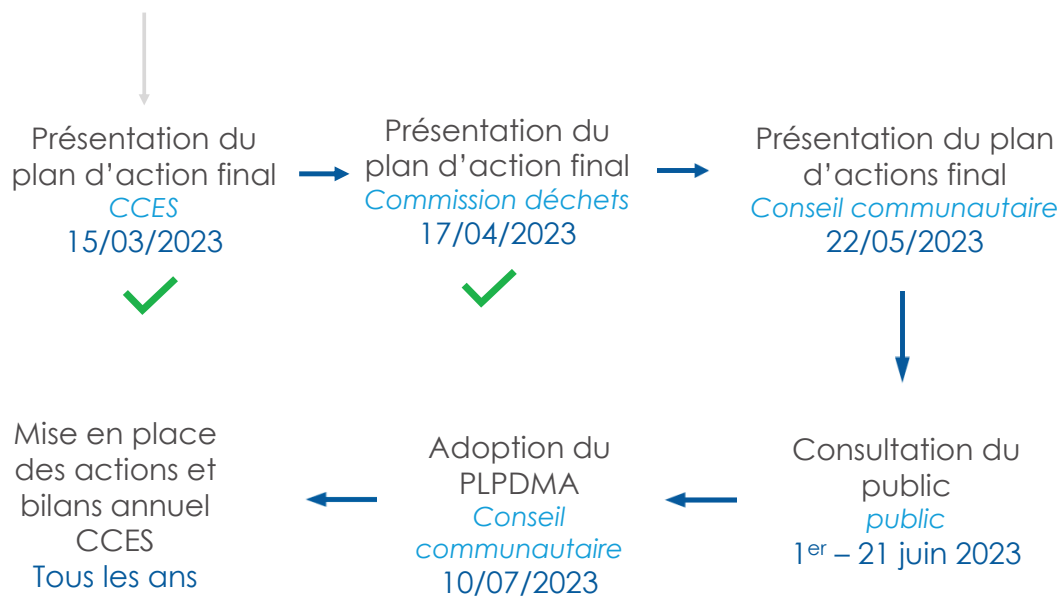 Présentation du
plan d'action final
CCES
15/03/2023
Présentation du
plan d'action final
Commission déchets
17/04/2023
Présentation du plan
d'actions final
Conseil communautaire
22/05/2023
Mise en place
des actions et
bilans annuel
CCES
Tous les ans
Adoption du
PLPDMA
Conseil
communautaire
10/07/2023
Consultation du
public
public
1er – 21 juin 2023